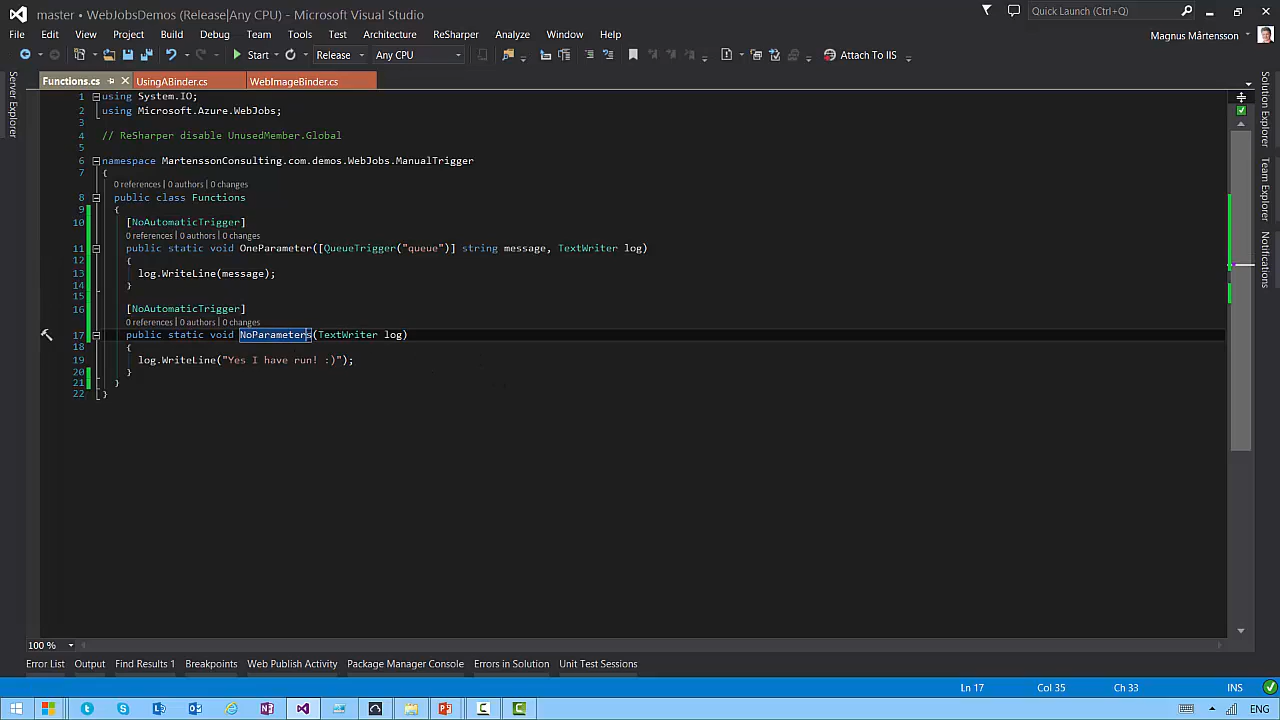 master • WebJobsDemos (Release|Any CPU) - Microsoft Visual Studio
Quick Launch (Ctrl+Q)
File Edit View Project Build Debug Team Tools Test Architecture ReSharper Analyze Window Help
Magnus Mårtensson
Start Release Any CPU Attach To IIS
Functions.cs UsingABinder.cs WebImageBinder.cs
Server Explorer
Solution Explorer
Team Explorer
Notifications
1 using System.IO;
2 using Microsoft.Azure.WebJobs;
3
4 // ReSharper disable UnusedMember.Global
5
6 namespace MartenssonConsulting.com.demos.WebJobs.ManualTrigger
7 {
0 references | 0 authors | 0 changes
8 public class Functions
9 {
10 [NoAutomaticTrigger]
0 references | 0 authors | 0 changes
11 public static void OneParameter([QueueTrigger("queue")] string message, TextWriter log)
12 {
13 log.WriteLine(message);
14 }
15
16 [NoAutomaticTrigger]
0 references | 0 authors | 0 changes
17 public static void NoParameters(TextWriter log)
18 {
19 log.WriteLine("Yes I have run! :)");
20 }
21 }
22 }
100 %
Error List Output Find Results 1 Breakpoints Web Publish Activity Package Manager Console Errors in Solution Unit Test Sessions
Ln 17 Col 35 Ch 33 INS
ENG